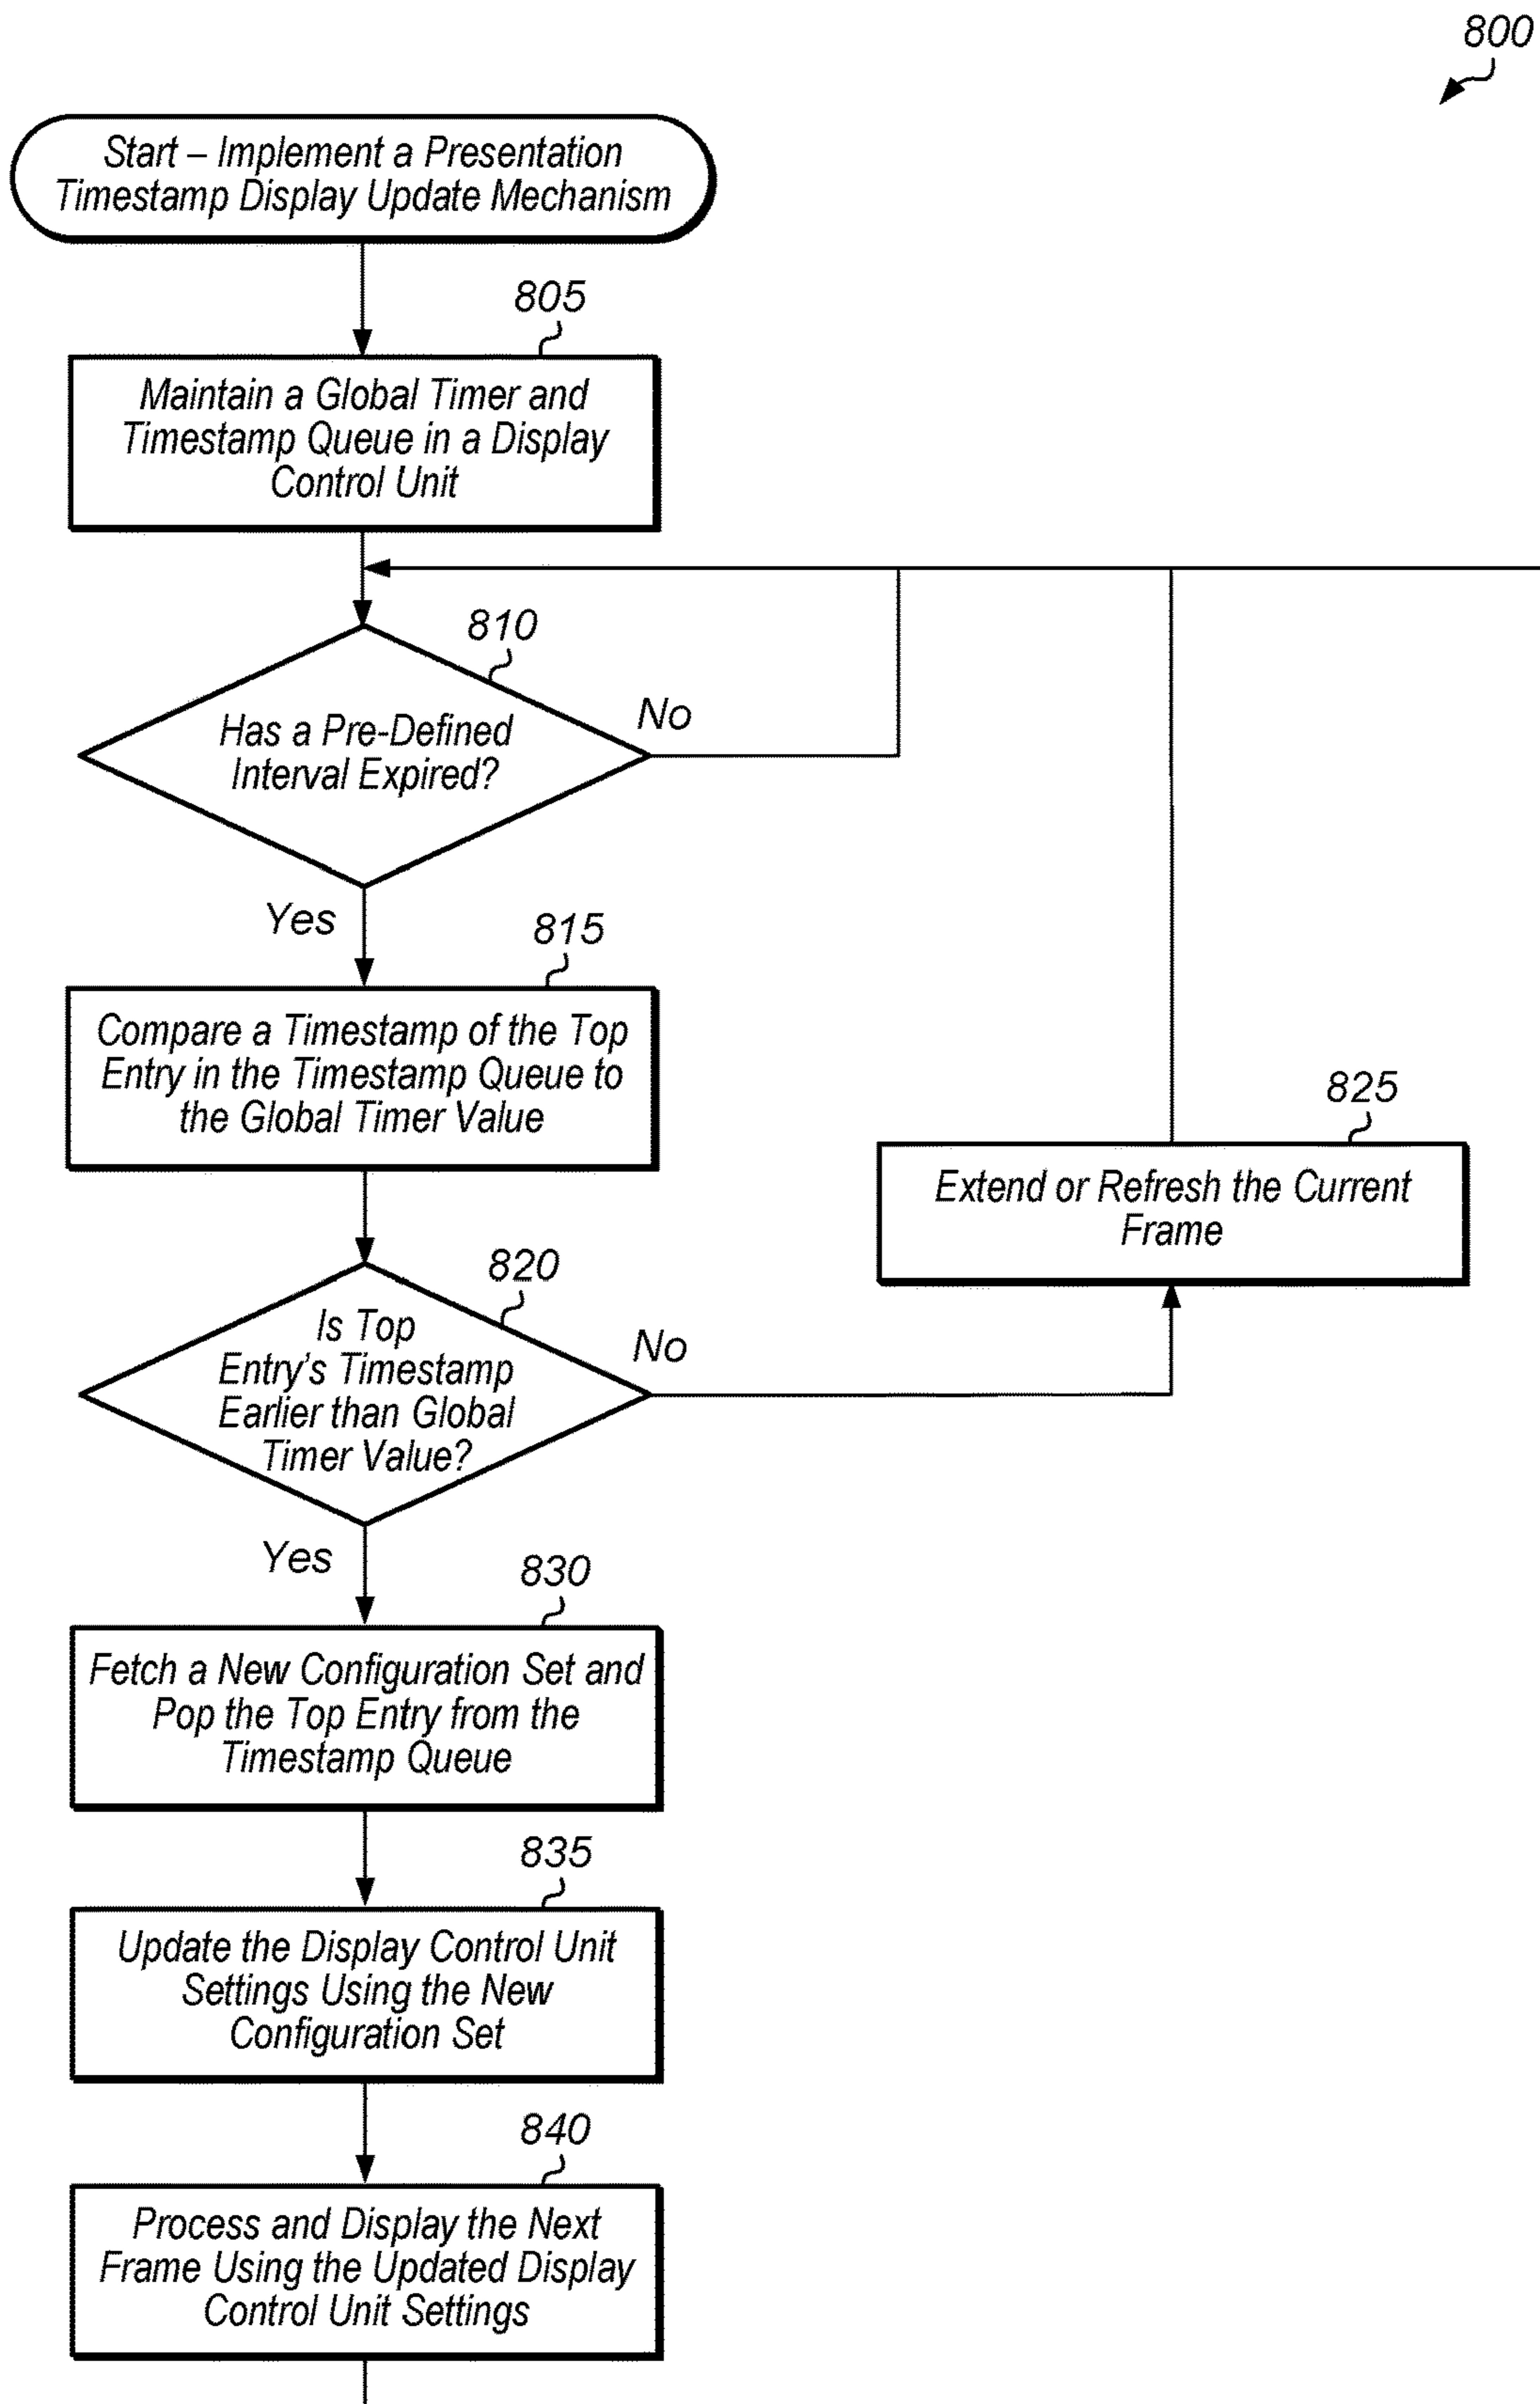 800
Start – Implement a Presentation
Timestamp Display Update Mechanism
805
Maintain a Global Timer and
Timestamp Queue in a Display
Control Unit
810
Has a Pre-Defined
Interval Expired?
No
Yes
815
Compare a Timestamp of the Top
Entry in the Timestamp Queue to
the Global Timer Value
825
Extend or Refresh the Current
Frame
820
Is Top
Entry's Timestamp
Earlier than Global
Timer Value?
No
Yes
830
Fetch a New Configuration Set and
Pop the Top Entry from the
Timestamp Queue
835
Update the Display Control Unit
Settings Using the New
Configuration Set
840
Process and Display the Next
Frame Using the Updated Display
Control Unit Settings